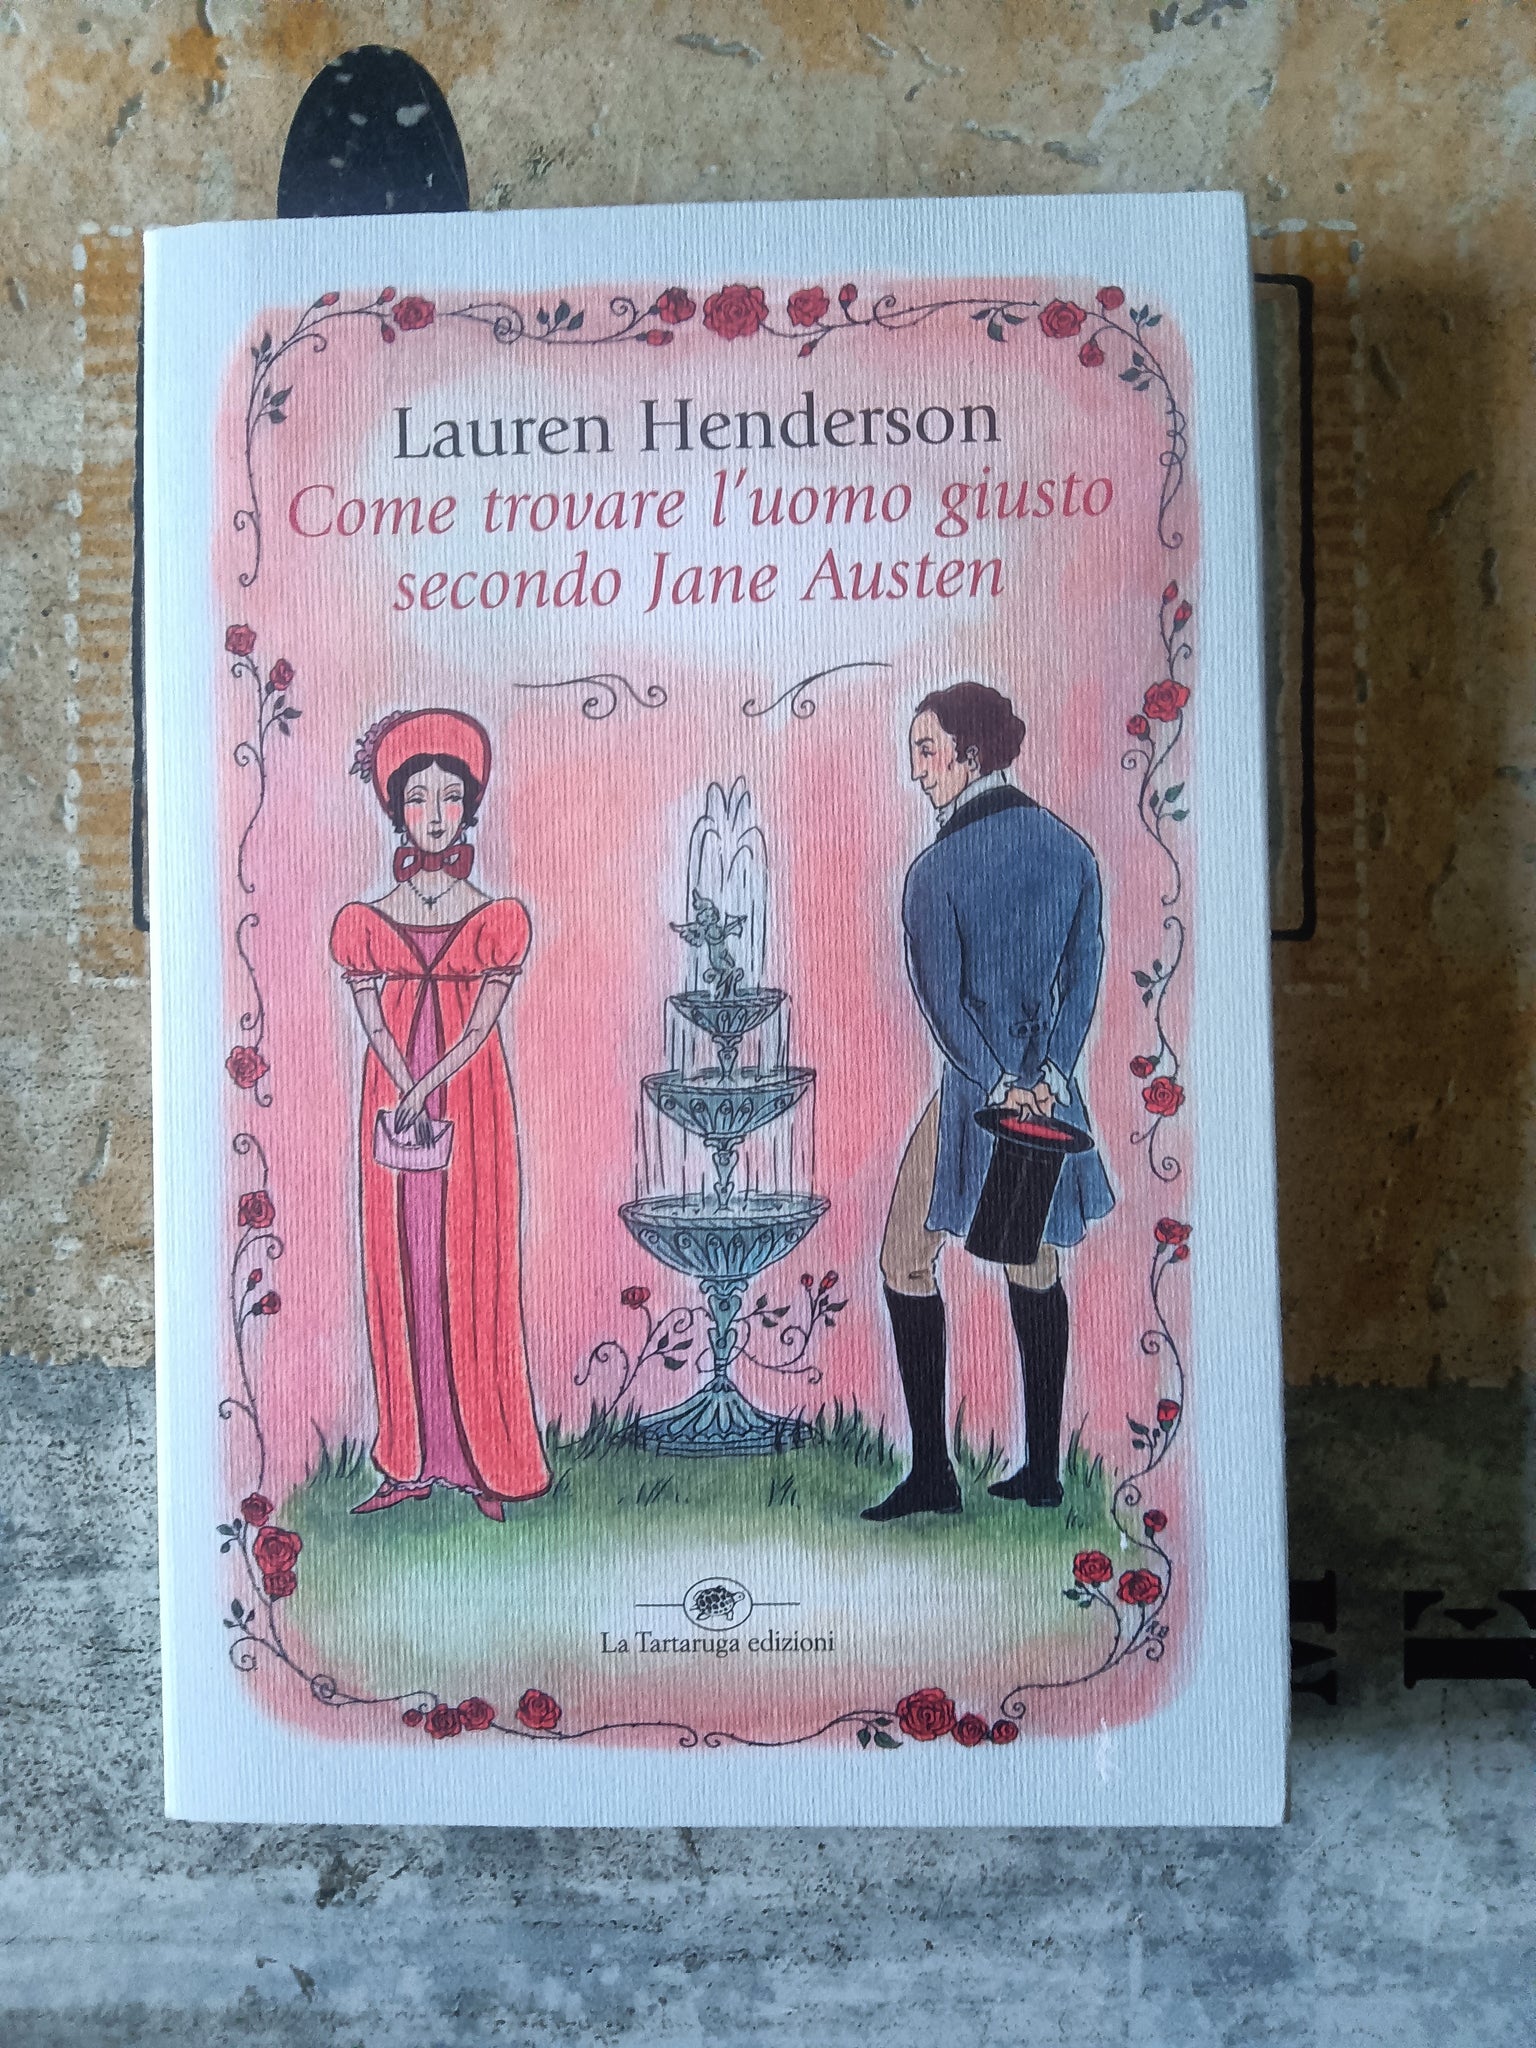 Lauren Henderson
Come trovare l'uomo giusto
secondo Jane Austen
La Tartaruga edizioni
M
E